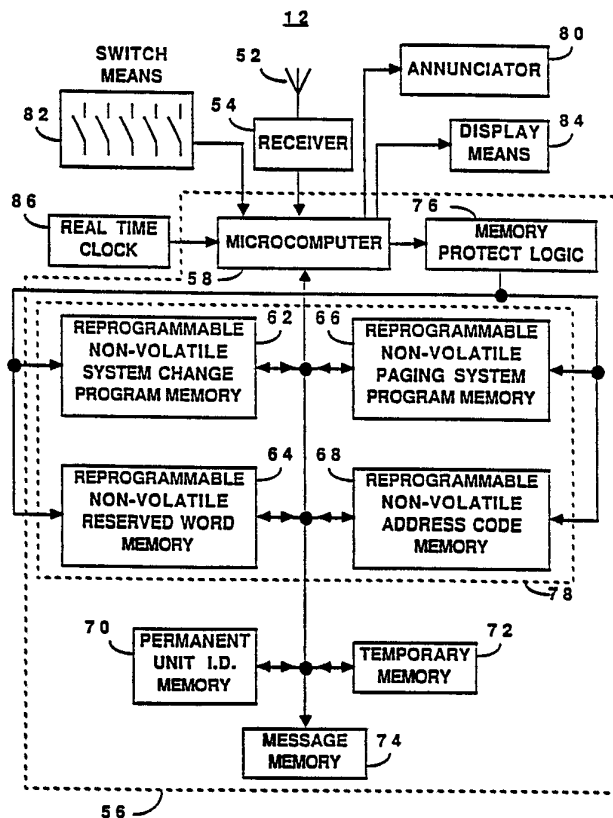 12
SWITCH
MEANS
82
52
54
RECEIVER
80
ANNUNCIATOR
DISPLAY
MEANS
84
86
REAL TIME
CLOCK
MICROCOMPUTER
58
76
MEMORY
PROTECT LOGIC
62
REPROGRAMMABLE
NON-VOLATILE
SYSTEM CHANGE
PROGRAM MEMORY
66
REPROGRAMMABLE
NON-VOLATILE
PAGING SYSTEM
PROGRAM MEMORY
64
REPROGRAMMABLE
NON-VOLATILE
RESERVED WORD
MEMORY
68
REPROGRAMMABLE
NON-VOLATILE
ADDRESS CODE
MEMORY
78
70
PERMANENT
UNIT I.D.
MEMORY
72
TEMPORARY
MEMORY
MESSAGE
MEMORY
74
56